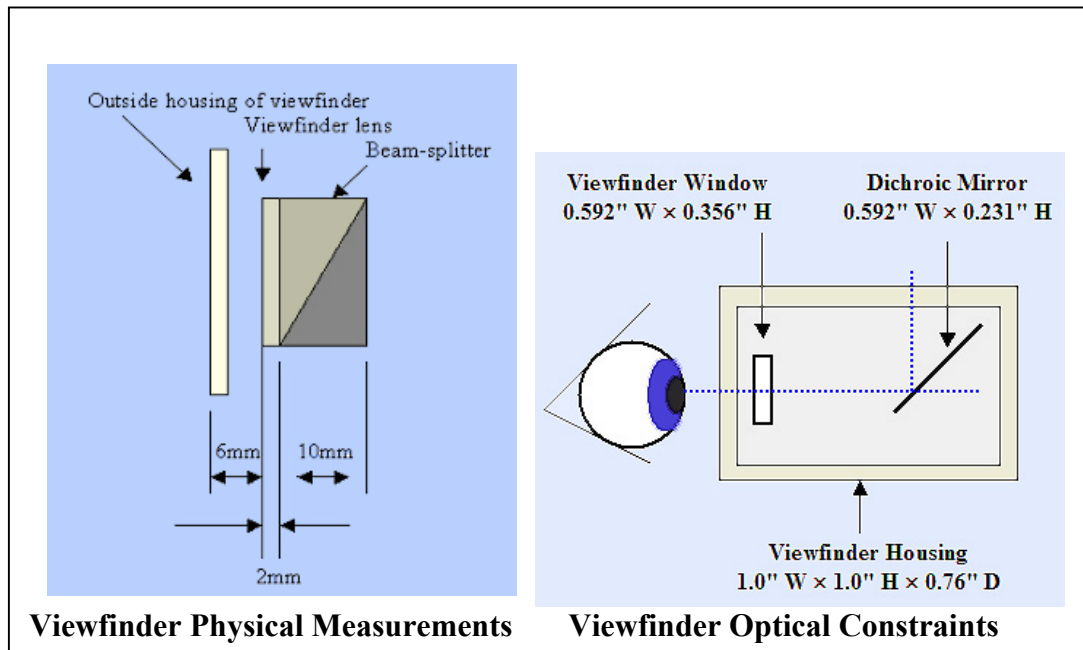 Outside housing of viewfinder
Viewfinder lens
Beam-splitter
6mm
10mm
2mm
Viewfinder Physical Measurements
Viewfinder Window
0.592" W × 0.356" H
Dichroic Mirror
0.592" W × 0.231" H
Viewfinder Housing
1.0" W × 1.0" H × 0.76" D
Viewfinder Optical Constraints